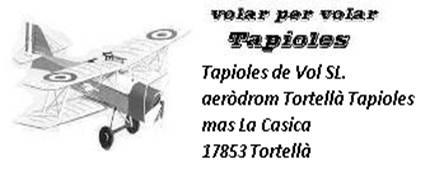 volar per volar
Tapioles
Tapioles de Vol SL.
aeròdrom Tortellà Tapioles
mas La Casica
17853 Tortellà